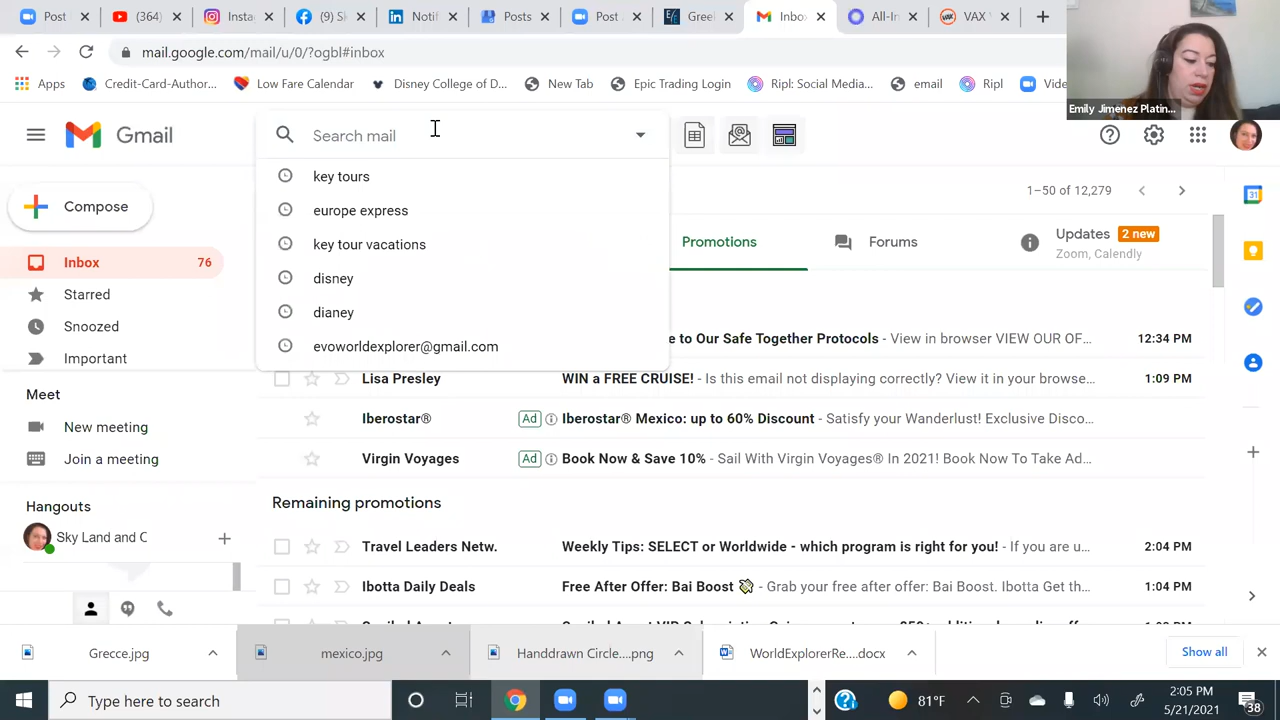 Post
(364)
Insta
(9) S
Notif
Posts
Post
Greel
Inbo
All-In
VAX
mail.google.com/mail/u/0/?ogbl#inbox
Apps
Credit-Card-Author...
Low Fare Calendar
Disney College of D...
New Tab
Epic Trading Login
Ripl: Social Media...
email
Ripl
Vide
Emily Jimenez Platin...
Gmail
Search mail
key tours
europe express
key tour vacations
disney
dianey
evoworldexplorer@gmail.com
1–50 of 12,279
Compose
Inbox 76
Starred
Snoozed
Important
Promotions
Forums
Updates 2 new
Zoom, Calendly
e to Our Safe Together Protocols - View in browser VIEW OUR OF... 12:34 PM
Lisa Presley WIN a FREE CRUISE! - Is this email not displaying correctly? View it in your browse... 1:09 PM
Iberostar® Ad Iberostar® Mexico: up to 60% Discount - Satisfy your Wanderlust! Exclusive Disco...
Virgin Voyages Ad Book Now & Save 10% - Sail With Virgin Voyages® In 2021! Book Now To Take Ad...
Meet
New meeting
Join a meeting
Hangouts
Sky Land and C
Remaining promotions
Travel Leaders Netw. Weekly Tips: SELECT or Worldwide - which program is right for you! - If you are u... 2:04 PM
Ibotta Daily Deals Free After Offer: Bai Boost - Grab your free after offer: Bai Boost. Ibotta Get th... 1:04 PM
31
Grecce.jpg
mexico.jpg
Handdrawn Circle....png
WorldExplorerRe....docx
Show all
Type here to search
81°F
2:05 PM
5/21/2021
38